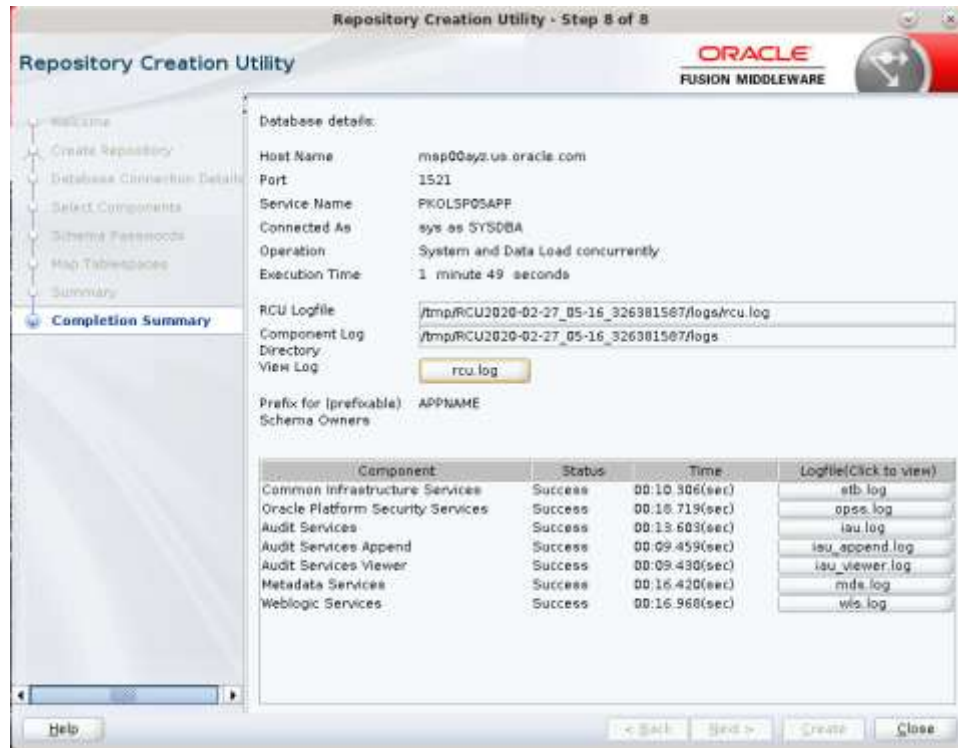 Repository Creation Utility - Step 8 of 8
Repository Creation Utility
ORACLE
FUSION MIDDLEWARE
Welcome
Create Repository
Database Connection Details
Select Components
Schema Passwords
Map Tablespaces
Summary
Completion Summary
Database details:
Host Name msp00ayz.us.oracle.com
Port 1521
Service Name PKOLSP05APP
Connected As sys as SYSDBA
Operation System and Data Load concurrently
Execution Time 1 minute 49 seconds
RCU Logfile /tmp/RCU2020-02-27_05-16_326381587/logs/rcu.log
Component Log Directory /tmp/RCU2020-02-27_05-16_326381587/logs
View Log rcu.log
Prefix for (prefixable) Schema Owners APPNAME
Component Status Time Logfile(Click to view)
Common Infrastructure Services Success 00:10.306(sec) stb.log
Oracle Platform Security Services Success 00:18.719(sec) opss.log
Audit Services Success 00:13.603(sec) iau.log
Audit Services Append Success 00:09.459(sec) iau_append.log
Audit Services Viewer Success 00:09.430(sec) iau_viewer.log
Metadata Services Success 00:16.420(sec) mds.log
Weblogic Services Success 00:16.968(sec) wls.log
Help
< Back
Next >
Create
Close